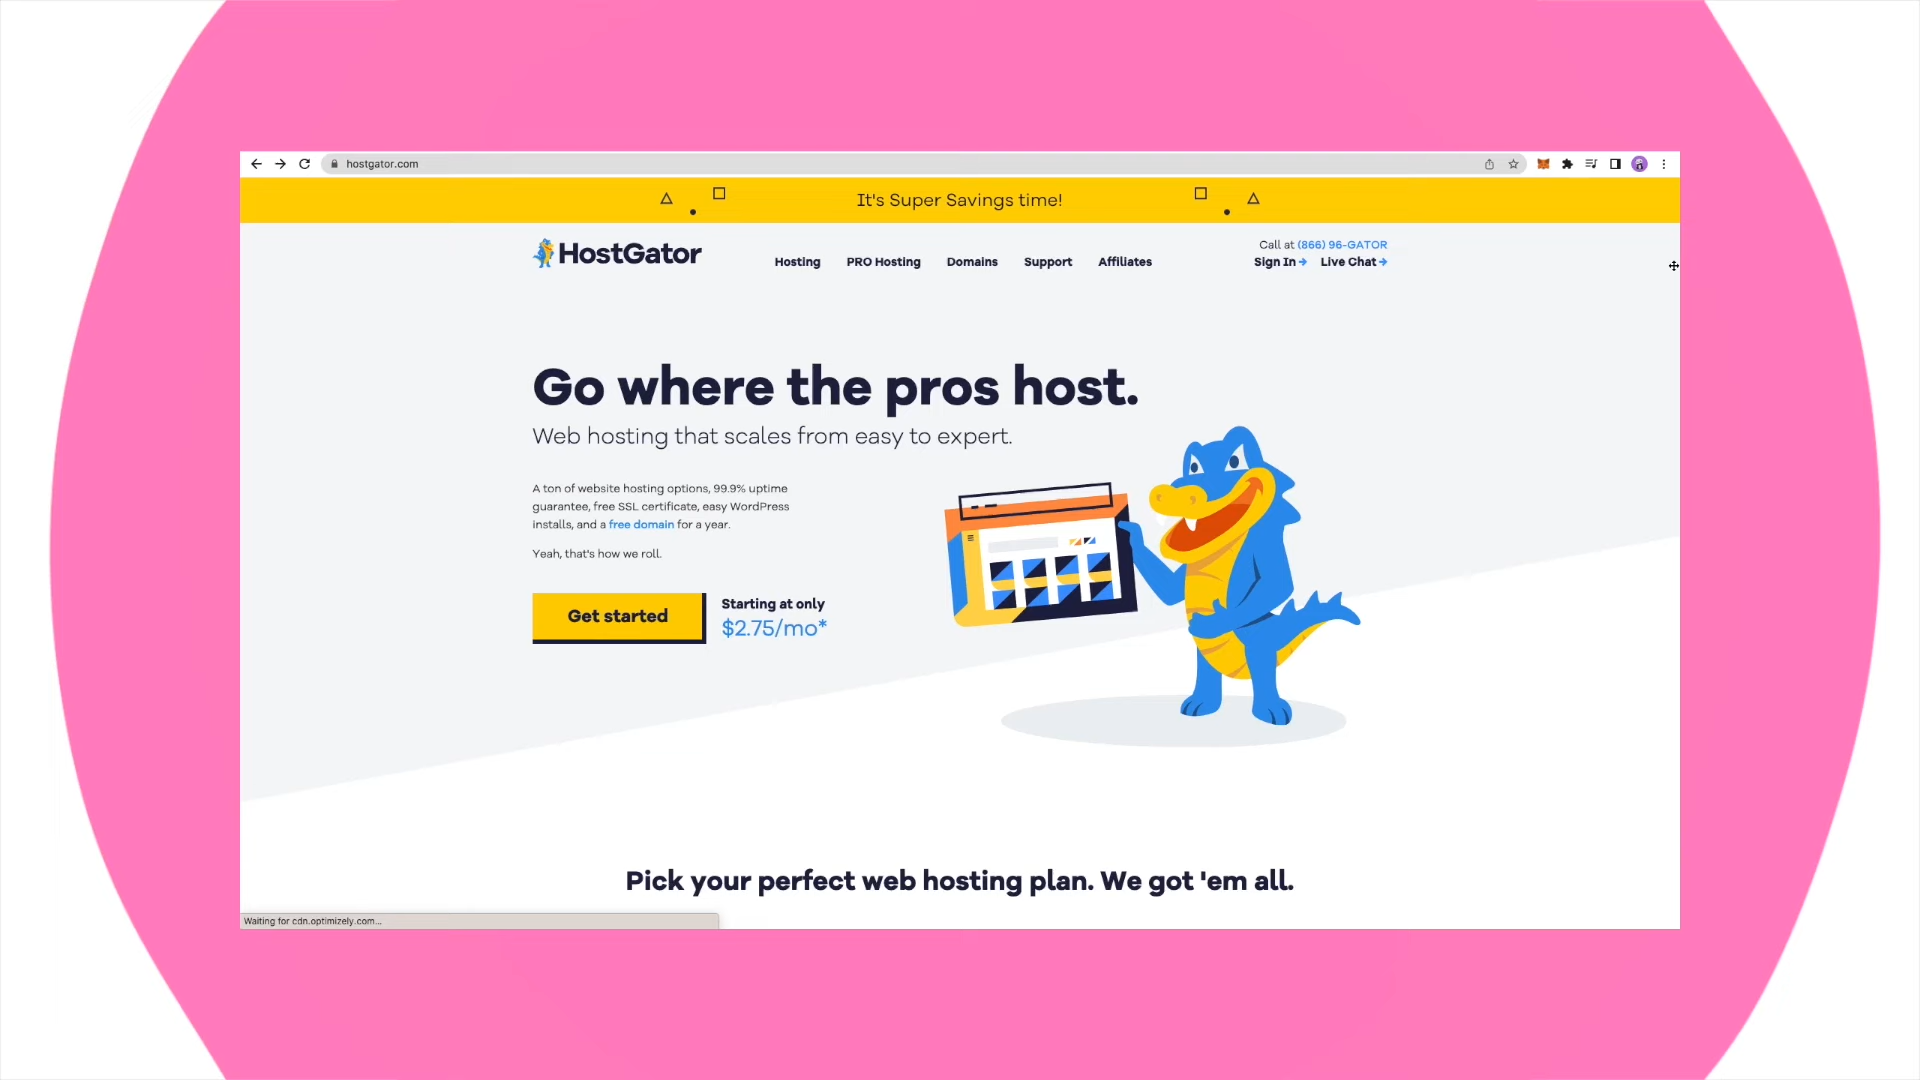 hostgator.com
It's Super Savings time!
HostGator
Hosting
PRO Hosting
Domains
Support
Affiliates
Call at (866) 96-GATOR
Sign In
Live Chat
Go where the pros host.
Web hosting that scales from easy to expert.
A ton of website hosting options, 99.9% uptime
guarantee, free SSL certificate, easy WordPress
installs, and a free domain for a year.
Yeah, that's how we roll.
Get started
Starting at only
$2.75/mo*
Pick your perfect web hosting plan. We got 'em all.
Waiting for cdn.optimizely.com...